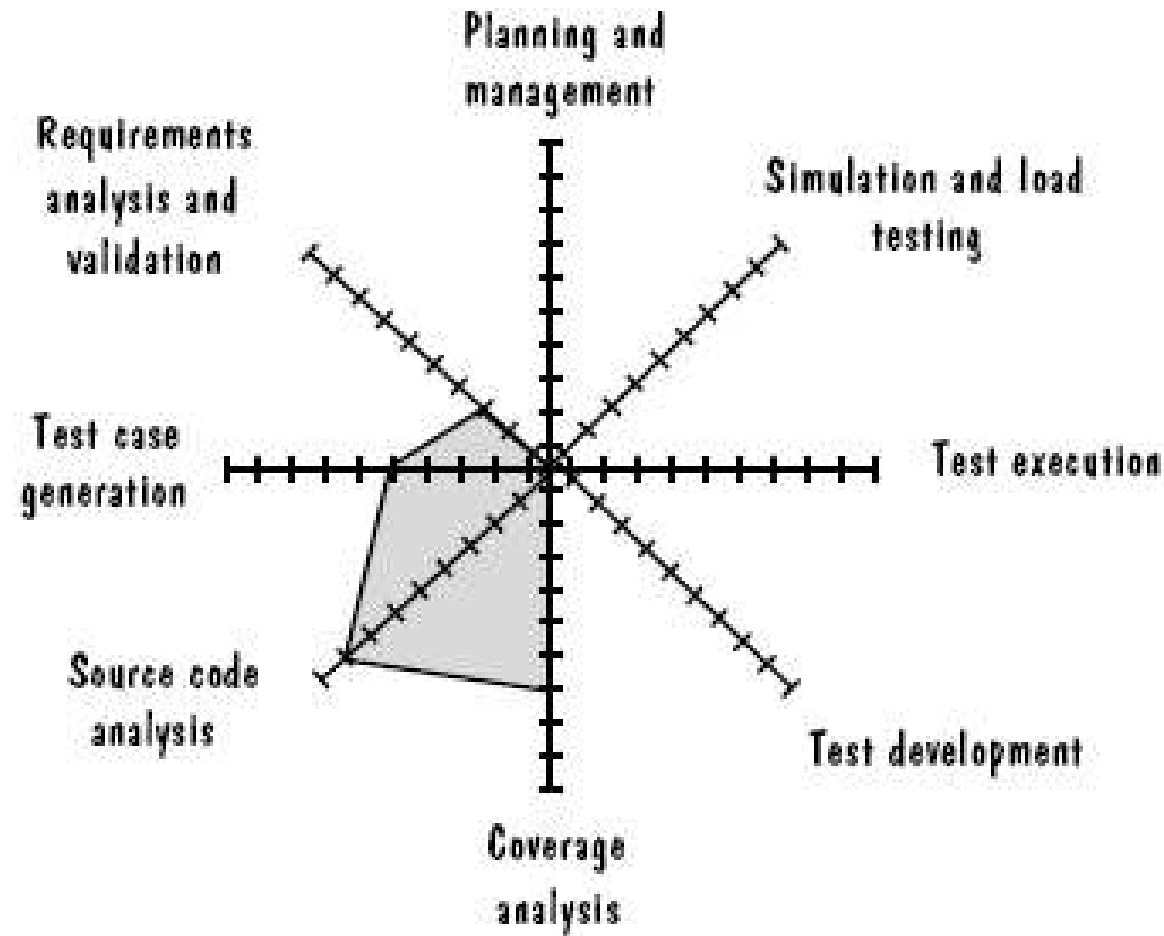 Planning and
management
Requirements
analysis and
validation
Simulation and load
testing
Test case
generation
Test execution
Source code
analysis
Test development
Coverage
analysis